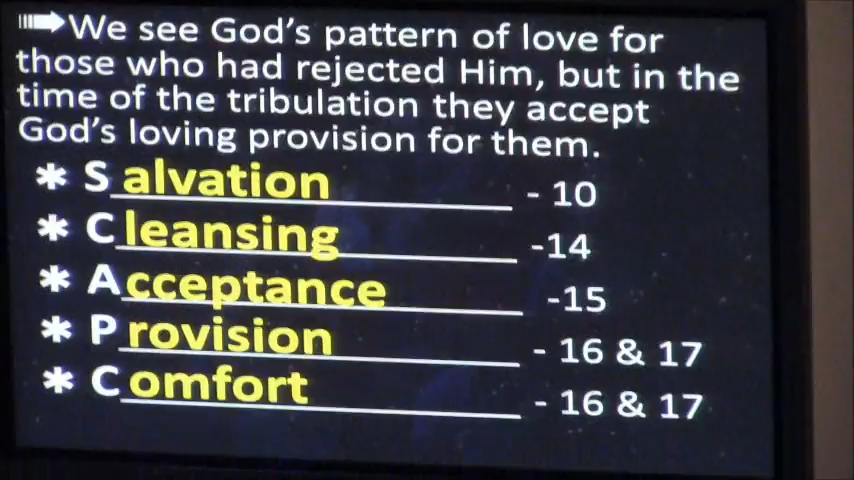 We see God's pattern of love for
those who had rejected Him, but in the
time of the tribulation they accept
God's loving provision for them.
* Salvation - 10
* Cleansing -14
* Acceptance -15
* Provision - 16 & 17
* Comfort - 16 & 17